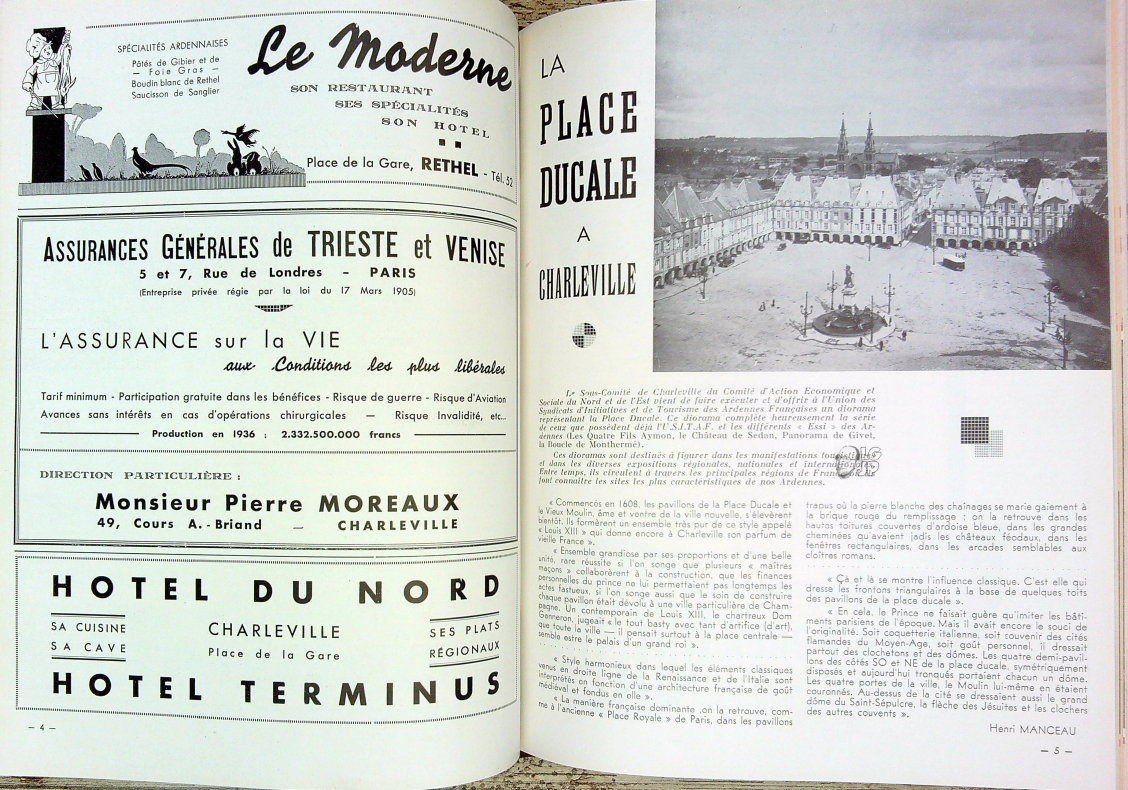 SPÉCIALITÉS ARDENNAISES
Pâtés de Gibier et de
— Foie Gras —
Boudin blanc de Rethel
Saucisson de Sanglier
Le Moderne
SON RESTAURANT
SES SPÉCIALITÉS
SON HOTEL
Place de la Gare, RETHEL - Tél. 52
ASSURANCES GÉNÉRALES de TRIESTE et VENISE
5 et 7, Rue de Londres - PARIS
(Entreprise privée régie par la loi du 17 Mars 1905)
L'ASSURANCE sur la VIE
aux Conditions les plus libérales
Tarif minimum - Participation gratuite dans les bénéfices - Risque de guerre - Risque d'Aviation
Avances sans intérêts en cas d'opérations chirurgicales — Risque Invalidité, etc...
Production en 1936 : 2.332.500.000 francs
DIRECTION PARTICULIÈRE :
Monsieur Pierre MOREAUX
49, Cours A.-Briand — CHARLEVILLE
HOTEL DU NORD
SA CUISINE
SA CAVE
CHARLEVILLE
Place de la Gare
SES PLATS
RÉGIONAUX
HOTEL TERMINUS
— 4 —
LA
PLACE
DUCALE
A
CHARLEVILLE
Le Sous-Comité de Charleville du Comité d'Action Economique et
Sociale du Nord et de l'Est vient de faire exécuter et d'offrir à l'Union des
Syndicats d'Initiatives et de Tourisme des Ardennes Françaises un diorama
représentant la Place Ducale. Ce diorama complète heureusement la série
de ceux que possèdent déjà l'U.S.I.T.A.F. et les différents « Essi » des Ar-
dennes (Les Quatre Fils Aymon, le Château de Sedan, Panorama de Givet,
la Boucle de Monthermé).
Ces dioramas sont destinés à figurer dans les manifestations
et dans les diverses expositions régionales, nationales et
Entre temps, ils circulent à travers les principales régions de
font connaître les sites les plus caractéristiques de nos Ardennes.
« Commencés en 1608, les pavillons de la Place Ducale et
le Vieux Moulin, âme et ventre de la ville nouvelle, s'élevèrent
bientôt. Ils formèrent un ensemble très pur de ce style appelé
« Louis XIII » qui donne encore à Charleville son parfum de
vieille France ».
« Ensemble grandiose par ses proportions et d'une belle
unité, rare réussite si l'on songe que plusieurs « maîtres
maçons » collaborèrent à la construction, que les finances
personnelles du prince ne lui permettaient pas longtemps les
actes fastueux, si l'on songe aussi que le soin de construire
chaque pavillon était dévolu à une ville particulière de Cham-
pagne. Un contemporain de Louis XIII, le chartreux Dom
Ganneron, jugeait « le tout basty avec tant d'artifice (d'art),
que toute la ville — il pensait surtout à la place centrale —
semble estre le palais d'un grand roi ».
« Style harmonieux dans lequel les éléments classiques
venus en droite ligne de la Renaissance et de l'Italie sont
interprétés en fonction d'une architecture française de goût
médiéval et fondus en elle ».
« La manière française dominante ,on la retrouve, com-
me à l'ancienne « Place Royale » de Paris, dans les pavillons
trapus où la pierre blanche des chaînages se marie gaiement à
la brique rouge du remplissage ; on la retrouve dans les
hautes toitures couvertes d'ardoise bleue, dans les grandes
cheminées qu'avaient jadis les châteaux féodaux, dans les
fenêtres rectangulaires, dans les arcades semblables aux
cloîtres romans.
« Çà et là se montre l'influence classique. C'est elle qui
dresse les frontons triangulaires à la base de quelques toits
des pavillons de la place ducale ».
« En cela, le Prince ne faisait guère qu'imiter les bâti-
ments parisiens de l'époque. Mais il avait encore le souci de
l'originalité. Soit coquetterie italienne, soit souvenir des cités
flamandes du Moyen-Age, soit goût personnel, il dressait
partout des clochetons et des dômes. Les quatre demi-pavil-
lons des côtés SO et NE de la place ducale, symétriquement
disposés et aujourd'hui tronqués portaient chacun un dôme.
Les quatre portes de la ville, le Moulin lui-même en étaient
couronnés. Au-dessus de la cité se dressaient aussi le grand
dôme du Saint-Sépulcre, la flèche des Jésuites et les clochers
des autres couvents ».
Henri MANCEAU
— 5 —